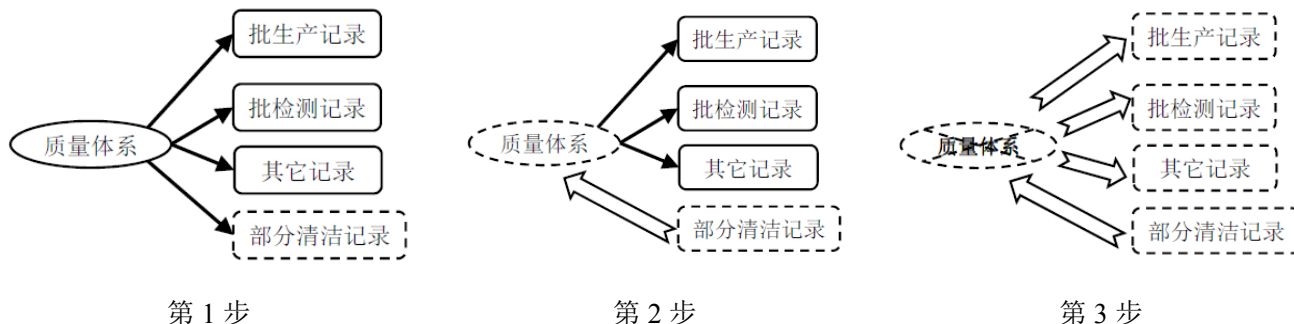 批生产记录
批检测记录
质量体系
其它记录
部分清洁记录
第 1 步
批生产记录
批检测记录
质量体系
其它记录
部分清洁记录
第 2 步
批生产记录
批检测记录
质量体系
其它记录
部分清洁记录
第 3 步